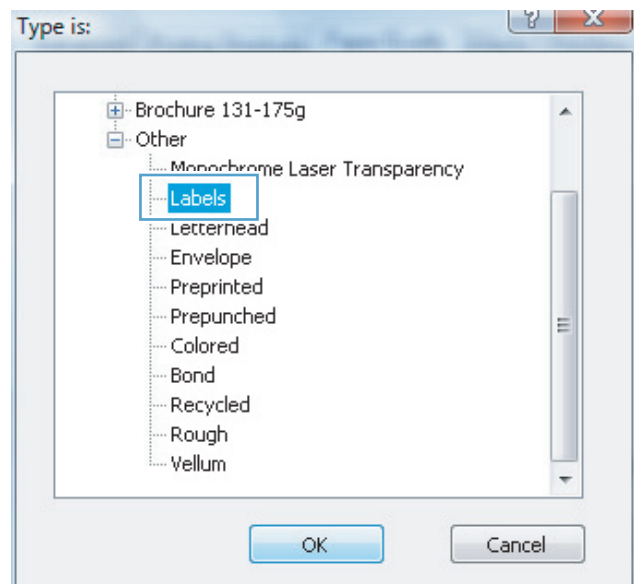 Type is:
Brochure 131-175g
Other
Monochrome Laser Transparency
Labels
Letterhead
Envelope
Preprinted
Prepunched
Colored
Bond
Recycled
Rough
Vellum
OK Cancel